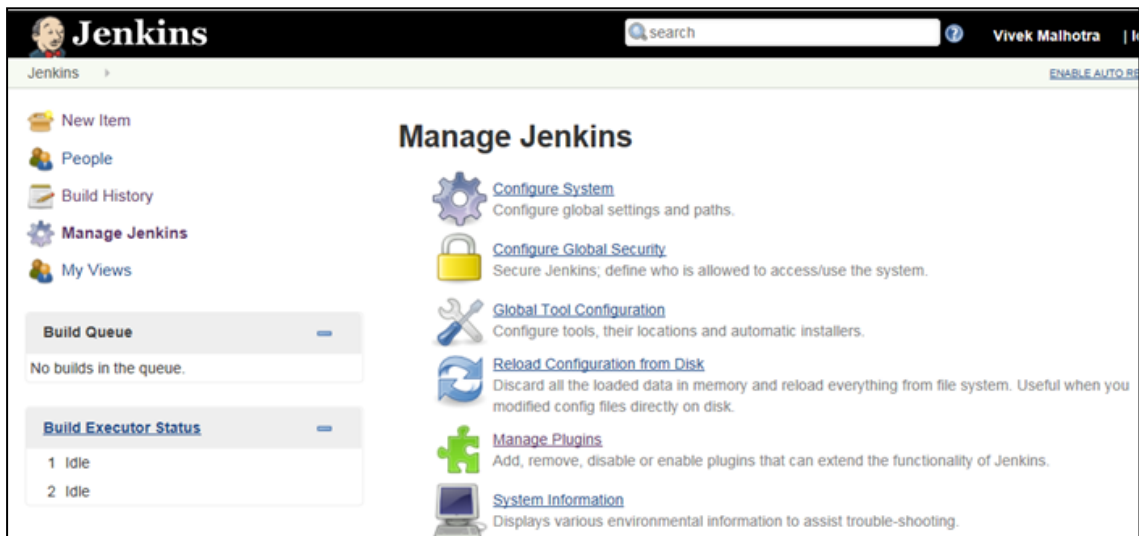 Jenkins
search
Vivek Malhotra
Jenkins
ENABLE AUTO
New Item
People
Build History
Manage Jenkins
My Views
Build Queue
No builds in the queue.
Build Executor Status
1 Idle
2 Idle
Manage Jenkins
Configure System
Configure global settings and paths.
Configure Global Security
Secure Jenkins; define who is allowed to access/use the system.
Global Tool Configuration
Configure tools, their locations and automatic installers.
Reload Configuration from Disk
Discard all the loaded data in memory and reload everything from file system. Useful when you
modified config files directly on disk.
Manage Plugins
Add, remove, disable or enable plugins that can extend the functionality of Jenkins.
System Information
Displays various environmental information to assist trouble-shooting.